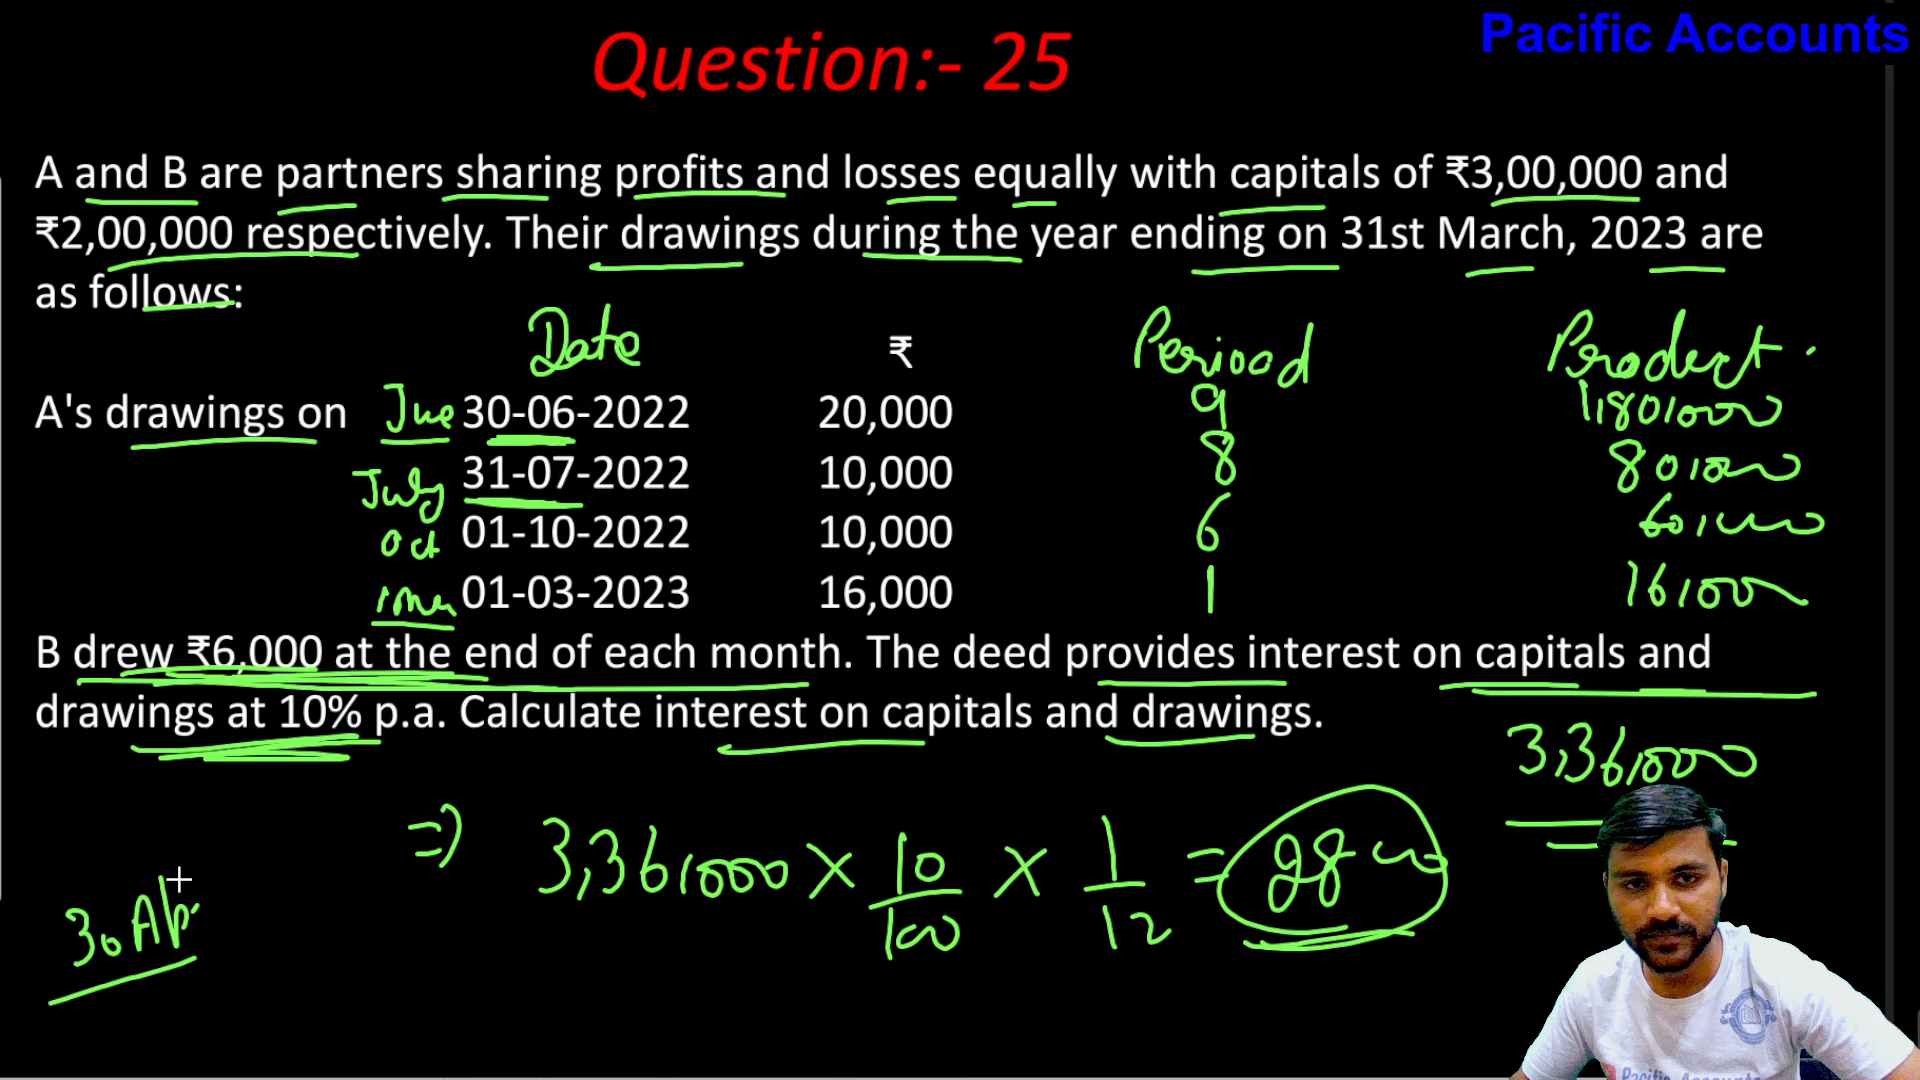 Pacific Accounts
Question:- 25
A and B are partners sharing profits and losses equally with capitals of ₹3,00,000 and
₹2,00,000 respectively. Their drawings during the year ending on 31st March, 2023 are
as follows:
Date ₹ Period Product
A's drawings on June 30-06-2022 20,000 9 1,80,000
July 31-07-2022 10,000 8 80,000
Oct 01-10-2022 10,000 6 60,000
1 Mar 01-03-2023 16,000 1 16,000
B drew ₹6,000 at the end of each month. The deed provides interest on capitals and
drawings at 10% p.a. Calculate interest on capitals and drawings.
3,36,000
⇒ 3,36,000 × 10/100 × 1/12 = 2800
30 Apr